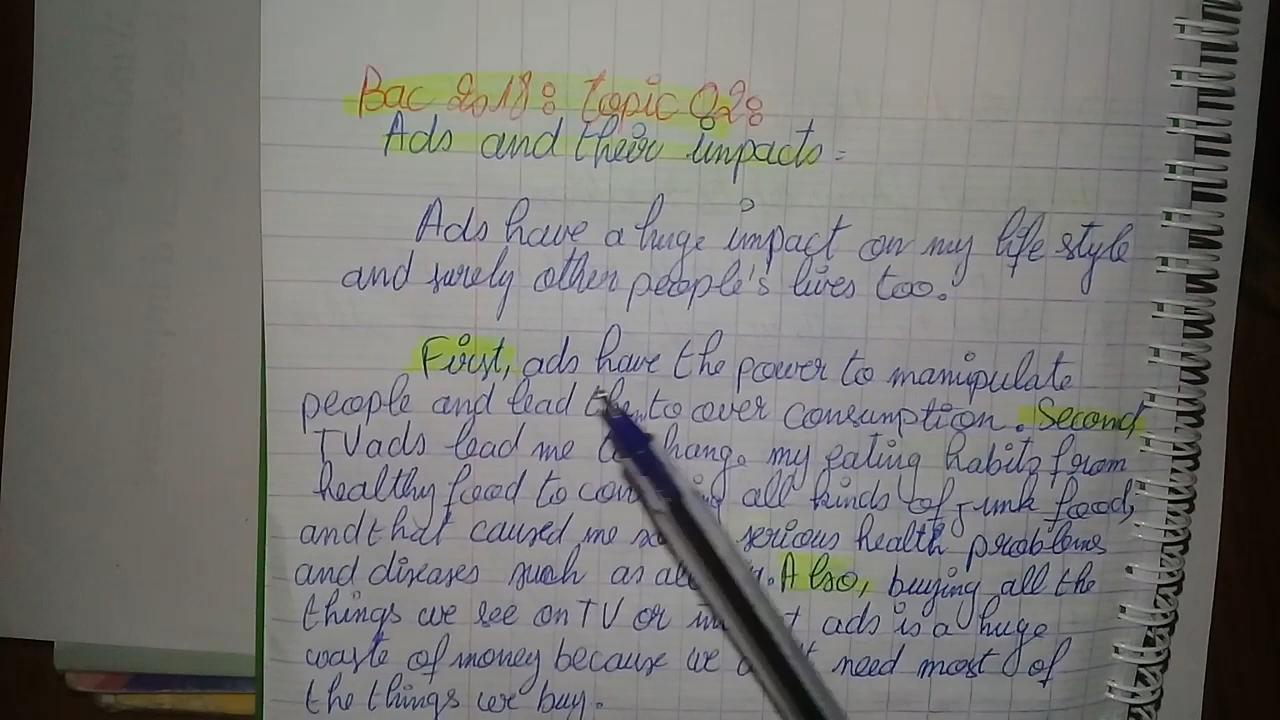 Bac 2018: topic 02:
Ads and their impacts:
Ads have a huge impact on my life style
and surely other people's lives too.
First, ads have the power to manipulate
people and lead to over consumption. Second
TV ads lead me my eating habits from
healthy food to all kinds of junk food,
and that caused me serious health problems
and diseases such as Also, buying all the
things we see on TV or ads is a huge
waste of money because we need most of
the things we buy.